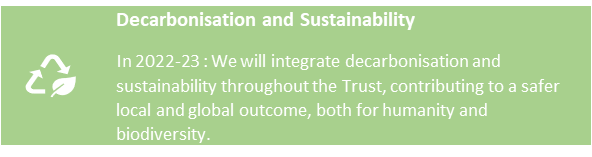 Decarbonisation and Sustainability
In 2022-23 : We will integrate decarbonisation and
sustainability throughout the Trust, contributing to a safer
local and global outcome, both for humanity and
biodiversity.